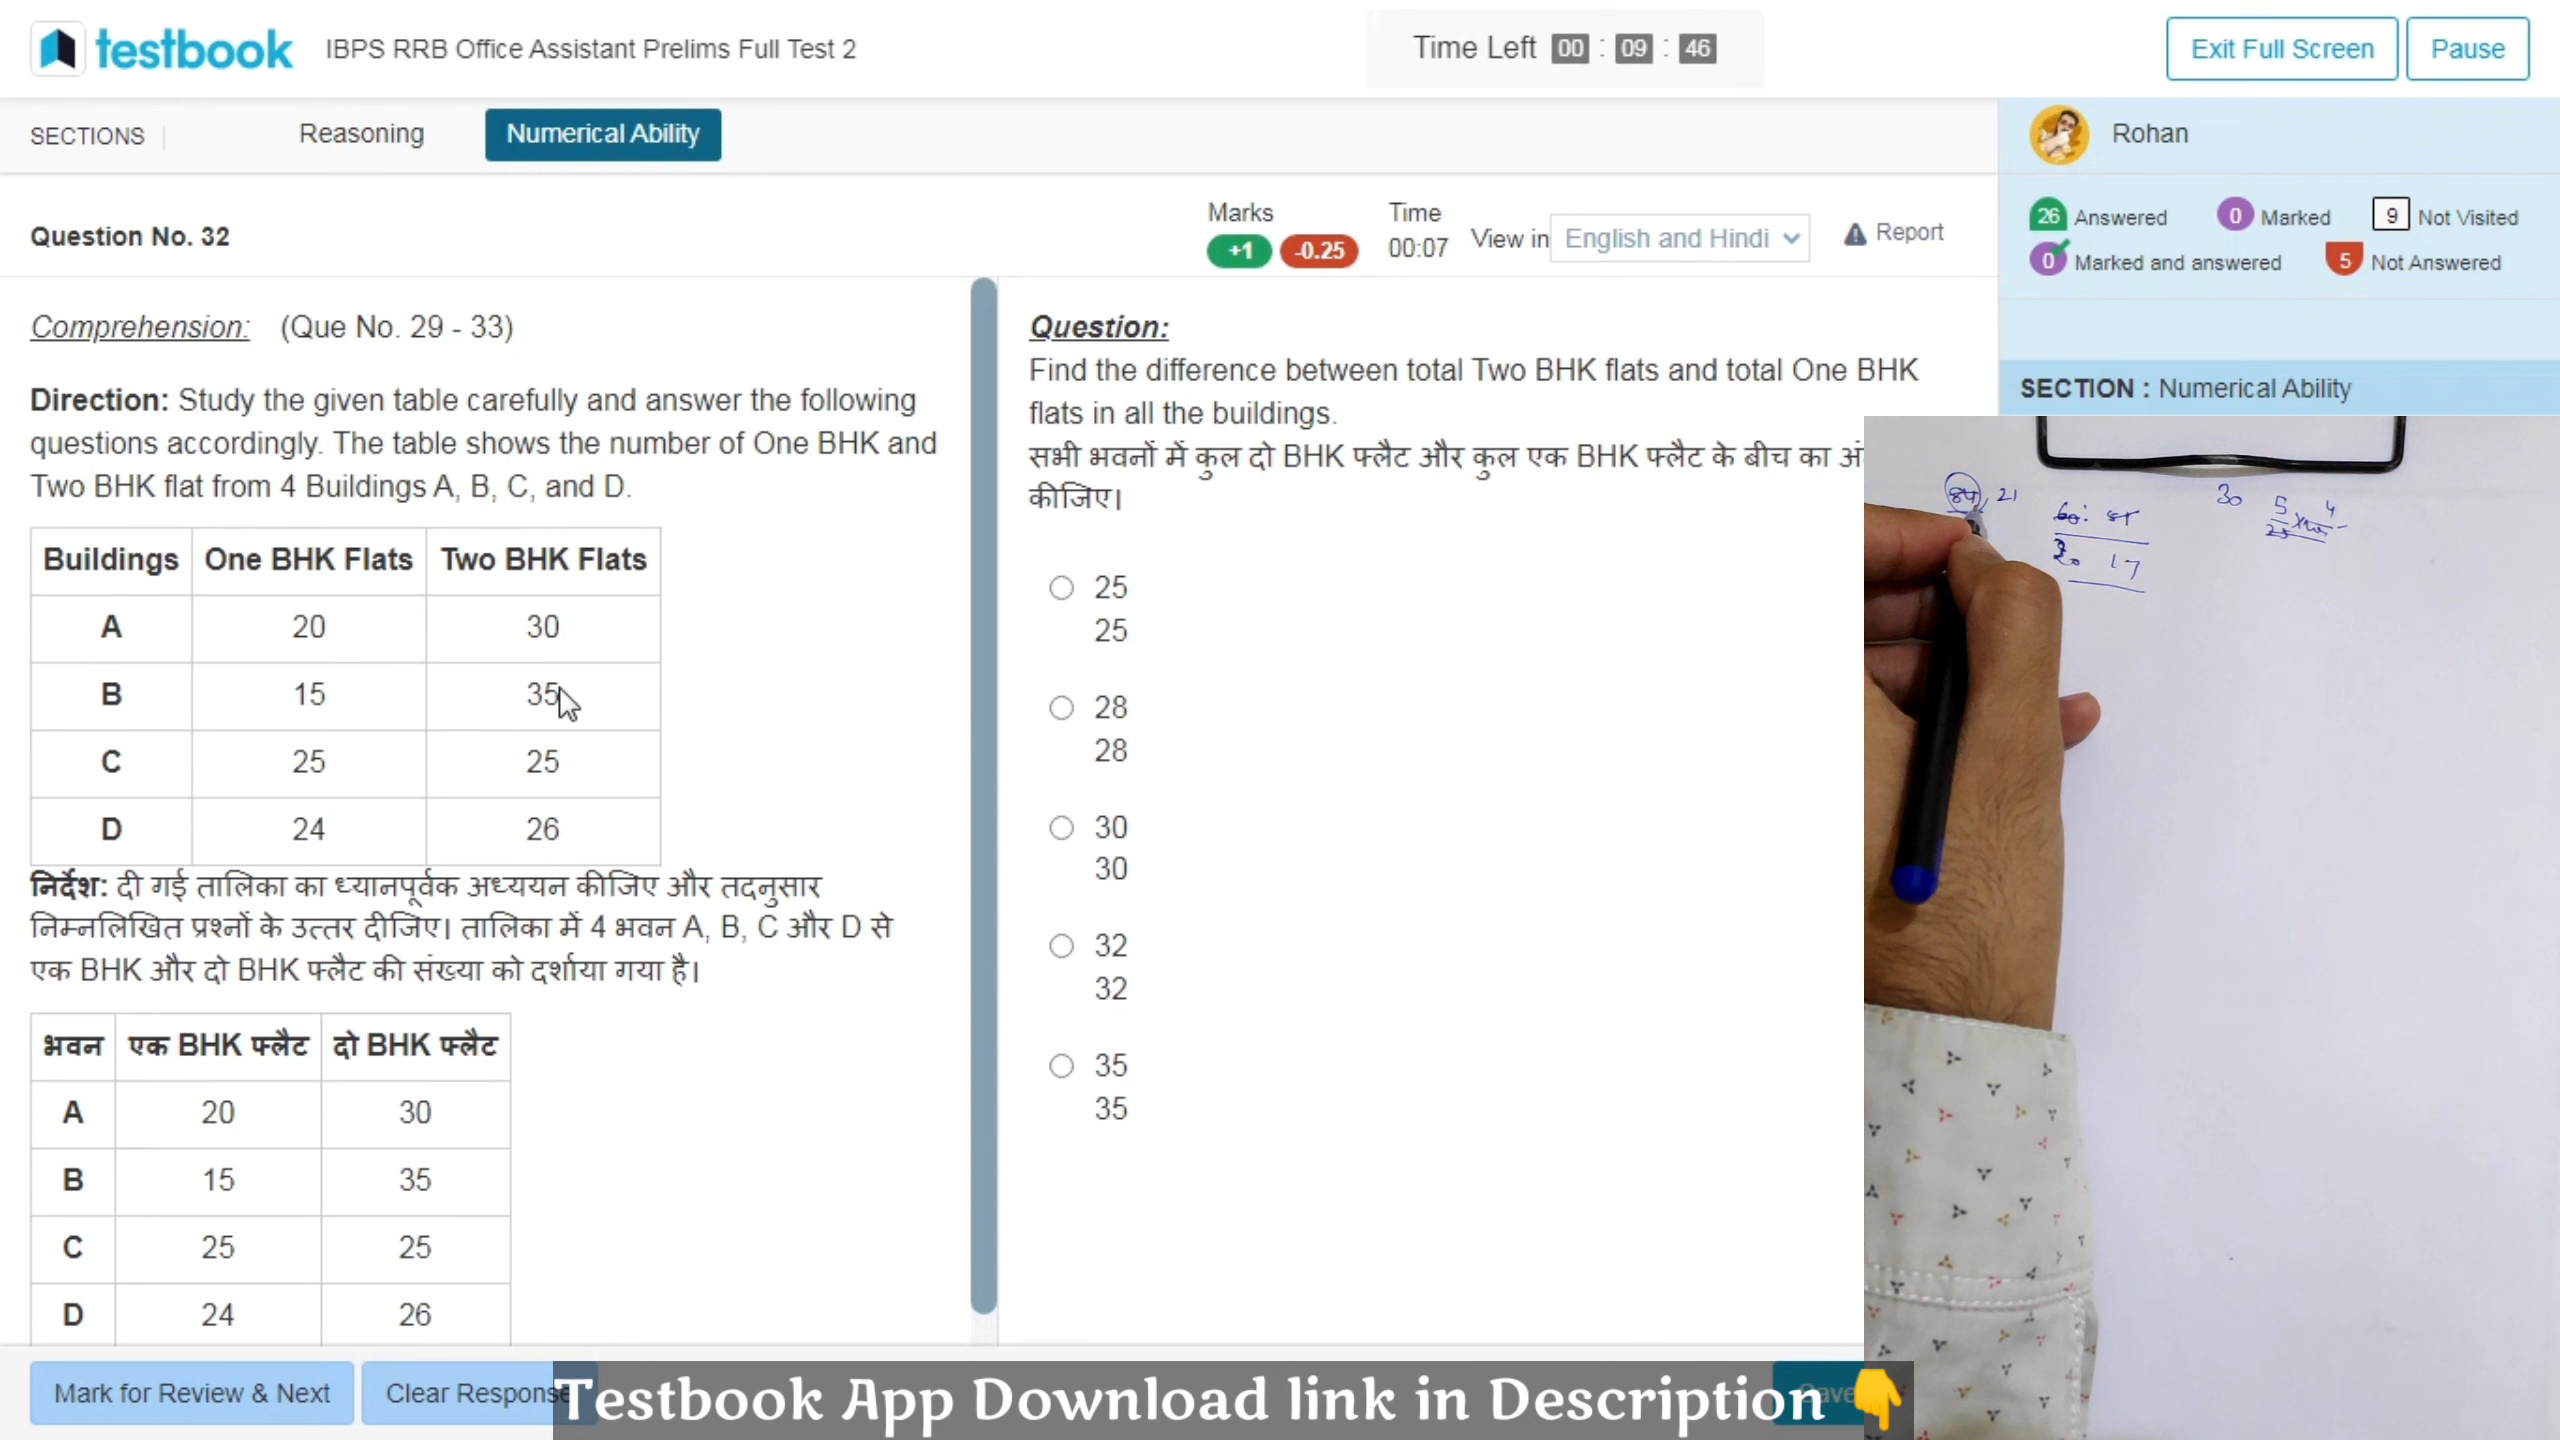 testbook IBPS RRB Office Assistant Prelims Full Test 2 Time Left 00 : 09 : 46 Exit Full Screen Pause
SECTIONS Reasoning Numerical Ability Rohan
Question No. 32 Marks +1 -0.25 Time 00:07 View in English and Hindi Report
26 Answered 0 Marked 9 Not Visited
0 Marked and answered 5 Not Answered
SECTION : Numerical Ability
Comprehension: (Que No. 29 - 33)
Direction: Study the given table carefully and answer the following
questions accordingly. The table shows the number of One BHK and
Two BHK flat from 4 Buildings A, B, C, and D.
Buildings One BHK Flats Two BHK Flats
A 20 30
B 15 35
C 25 25
D 24 26
निर्देश: दी गई तालिका का ध्यानपूर्वक अध्ययन कीजिए और तदनुसार
निम्नलिखित प्रश्नों के उत्तर दीजिए। तालिका में 4 भवन A, B, C और D से
एक BHK और दो BHK फ्लैट की संख्या को दर्शाया गया है।
भवन एक BHK फ्लैट दो BHK फ्लैट
A 20 30
B 15 35
C 25 25
D 24 26
Question:
Find the difference between total Two BHK flats and total One BHK
flats in all the buildings.
सभी भवनों में कुल दो BHK फ्लैट और कुल एक BHK फ्लैट के बीच का
कीजिए।
25
25
28
28
30
30
32
32
35
35
84, 21
30
17
Mark for Review & Next Clear Response
Testbook App Download link in Description